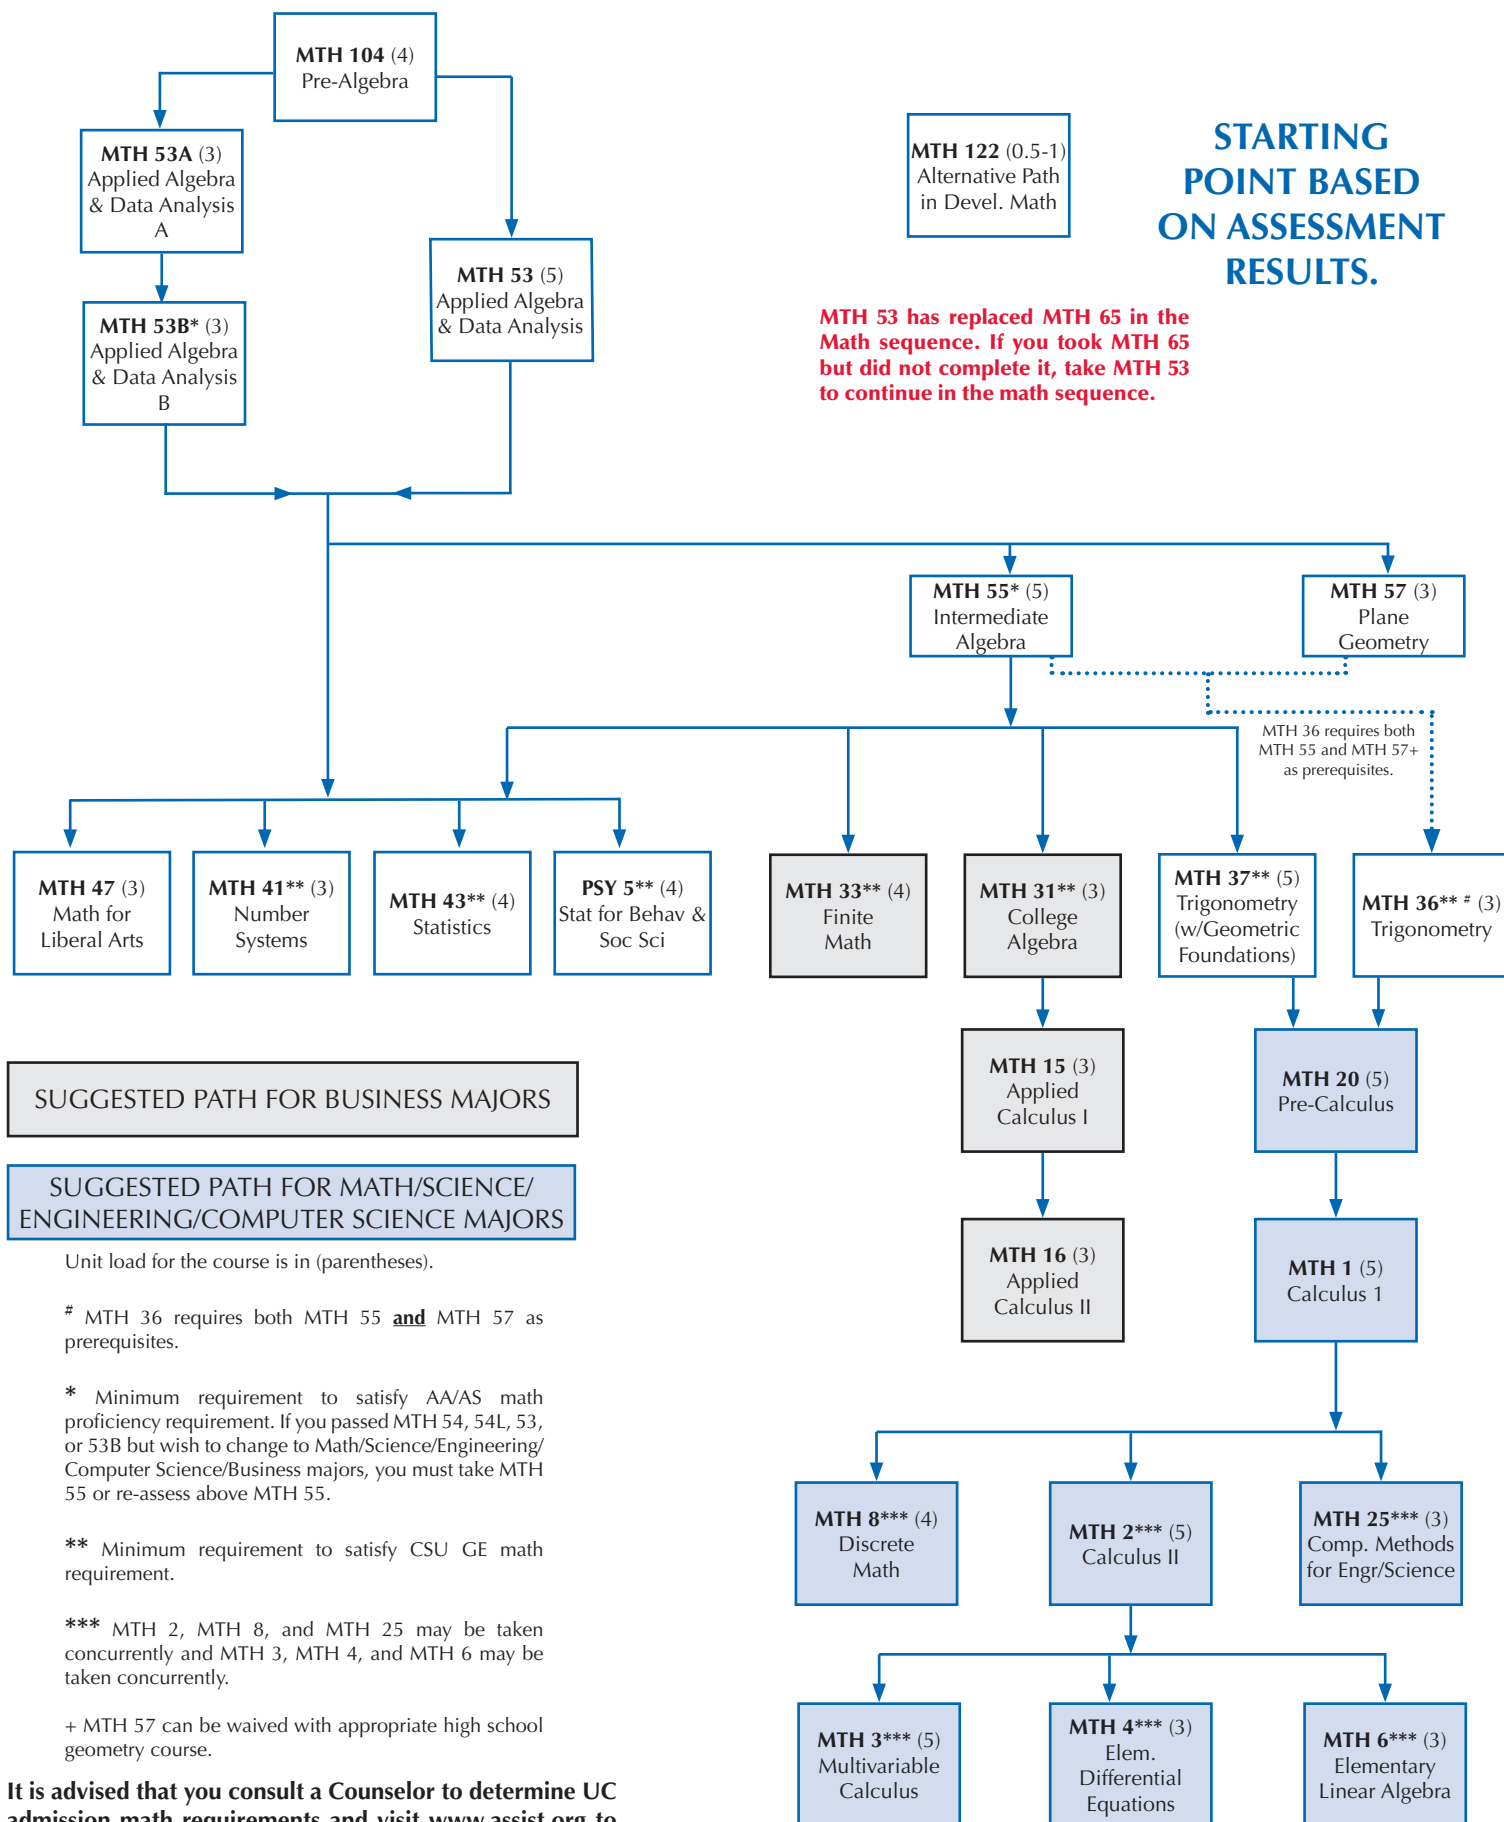 MTH 104 (4)
Pre-Algebra
MTH 53A (3)
Applied Algebra
& Data Analysis
A
MTH 53B* (3)
Applied Algebra
& Data Analysis
B
MTH 53 (5)
Applied Algebra
& Data Analysis
MTH 122 (0.5-1)
Alternative Path
in Devel. Math
STARTING
POINT BASED
ON ASSESSMENT
RESULTS.
MTH 53 has replaced MTH 65 in the
Math sequence. If you took MTH 65
but did not complete it, take MTH 53
to continue in the math sequence.
MTH 55* (5)
Intermediate
Algebra
MTH 57 (3)
Plane
Geometry
MTH 36 requires both
MTH 55 and MTH 57+
as prerequisites.
MTH 47 (3)
Math for
Liberal Arts
MTH 41** (3)
Number
Systems
MTH 43** (4)
Statistics
PSY 5** (4)
Stat for Behav &
Soc Sci
MTH 33** (4)
Finite
Math
MTH 31** (3)
College
Algebra
MTH 37** (5)
Trigonometry
(w/Geometric
Foundations)
MTH 36** # (3)
Trigonometry
MTH 15 (3)
Applied
Calculus I
MTH 20 (5)
Pre-Calculus
MTH 16 (3)
Applied
Calculus II
MTH 1 (5)
Calculus 1
MTH 8*** (4)
Discrete
Math
MTH 2*** (5)
Calculus II
MTH 25*** (3)
Comp. Methods
for Engr/Science
MTH 3*** (5)
Multivariable
Calculus
MTH 4*** (3)
Elem.
Differential
Equations
MTH 6*** (3)
Elementary
Linear Algebra
SUGGESTED PATH FOR BUSINESS MAJORS
SUGGESTED PATH FOR MATH/SCIENCE/
ENGINEERING/COMPUTER SCIENCE MAJORS
Unit load for the course is in (parentheses).
# MTH 36 requires both MTH 55 and MTH 57 as
prerequisites.
* Minimum requirement to satisfy AA/AS math
proficiency requirement. If you passed MTH 54, 54L, 53,
or 53B but wish to change to Math/Science/Engineering/
Computer Science/Business majors, you must take MTH
55 or re-assess above MTH 55.
** Minimum requirement to satisfy CSU GE math
requirement.
*** MTH 2, MTH 8, and MTH 25 may be taken
concurrently and MTH 3, MTH 4, and MTH 6 may be
taken concurrently.
+ MTH 57 can be waived with appropriate high school
geometry course.
It is advised that you consult a Counselor to determine UC
admission math requirements and visit www.assist.org to